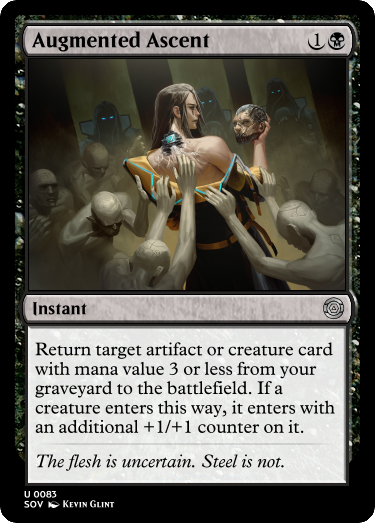 Augmented Ascent 1
Instant
Return target artifact or creature card
with mana value 3 or less from your
graveyard to the battlefield. If a
creature enters this way, it enters with
an additional +1/+1 counter on it.
The flesh is uncertain. Steel is not.
U 0083
SOV Kevin Glint